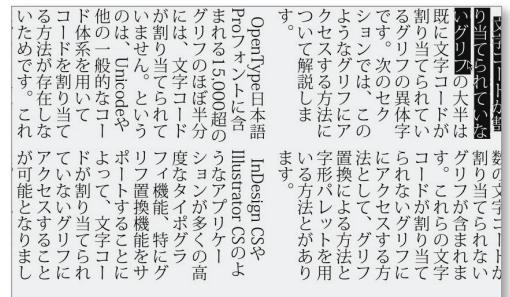 文字コードが割
り当てられていな
いグリフの大半は
既に文字コードが
割り当てられてい
るグリフの異体字
です。次のセク
ションでは、この
ようなグリフにア
クセスする方法に
ついて解説しま
す。
OpenType日本語
Proフォントに含
まれる15,000超の
グリフのほぼ半分
には、文字コード
が割り当てられて
いません。という
のは、Unicodeや
他の一般的なコー
ド体系を用いて
コードを割り当て
る方法が存在しな
いためです。これ
数の文字コードが
割り当てられない
グリフが含まれま
す。これらの文字
コードが割り当て
られないグリフに
にアクセスする方
法として、グリフ
置換による方法と
字形パレットを用
いる方法とがあり
ます。
InDesign CSや
Illustrator CSのよ
うなアプリケー
ションが多くの高
度なタイポグラ
フィ機能、特にグ
リフ置換機能をサ
ポートすることに
よって、文字コー
ドが割り当てられ
ていないグリフに
アクセスすること
が可能となりまし